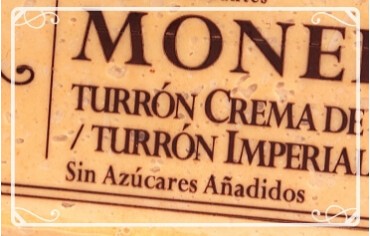 MONE
TURRÓN CREMA DE
/ TURRÓN IMPERIAL
Sin Azúcares Añadidos